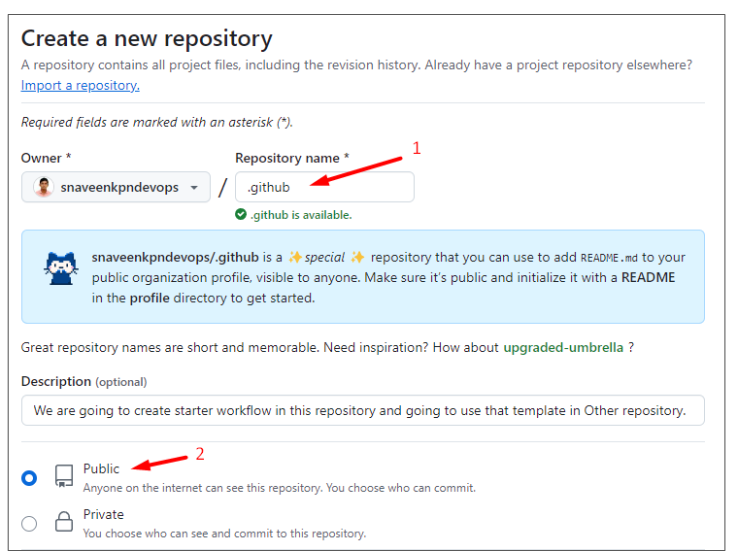 Create a new repository
A repository contains all project files, including the revision history. Already have a project repository elsewhere?
Import a repository.
Required fields are marked with an asterisk (*).
Owner *
Repository name *
1
snaveenkpndevops
/
.github
.github is available.
snaveenkpndevops/.github is a ✨ special ✨ repository that you can use to add README.md to your
public organization profile, visible to anyone. Make sure it's public and initialize it with a README
in the profile directory to get started.
Great repository names are short and memorable. Need inspiration? How about upgraded-umbrella ?
Description (optional)
We are going to create starter workflow in this repository and going to use that template in Other repository.
2
Public
Anyone on the internet can see this repository. You choose who can commit.
Private
You choose who can see and commit to this repository.